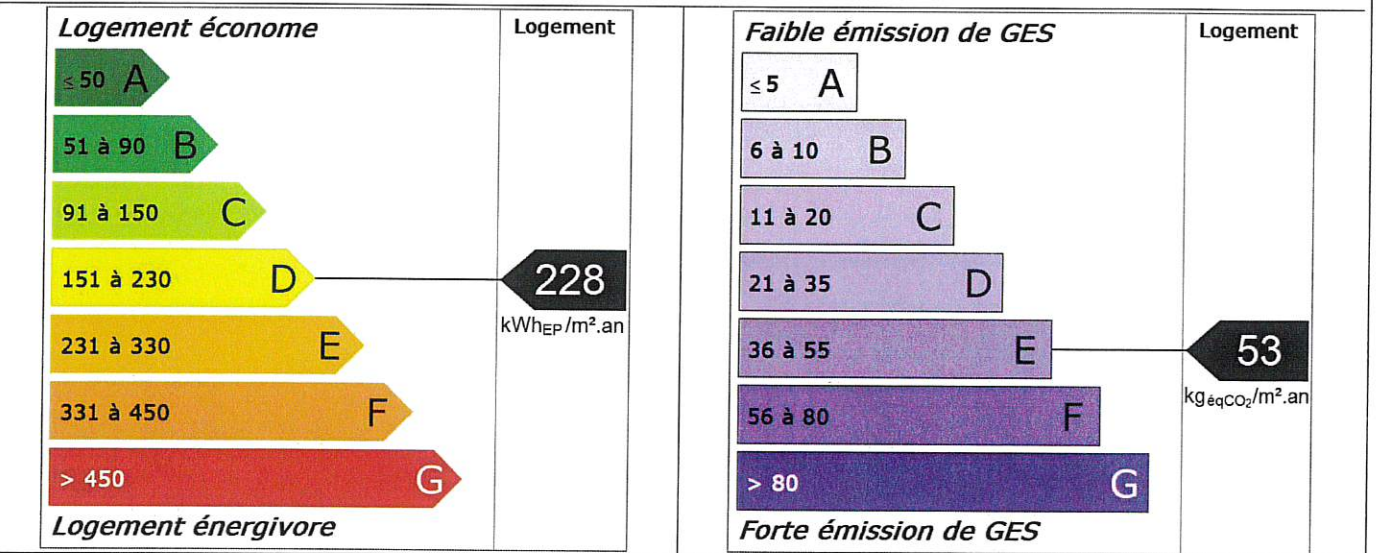 Logement économe
Logement
≤ 50 A
51 à 90 B
91 à 150 C
151 à 230 D
228
kWhEP/m².an
231 à 330 E
331 à 450 F
> 450 G
Logement énergivore
Faible émission de GES
Logement
≤ 5 A
6 à 10 B
11 à 20 C
21 à 35 D
36 à 55 E
53
kgéqCO₂/m².an
56 à 80 F
> 80 G
Forte émission de GES